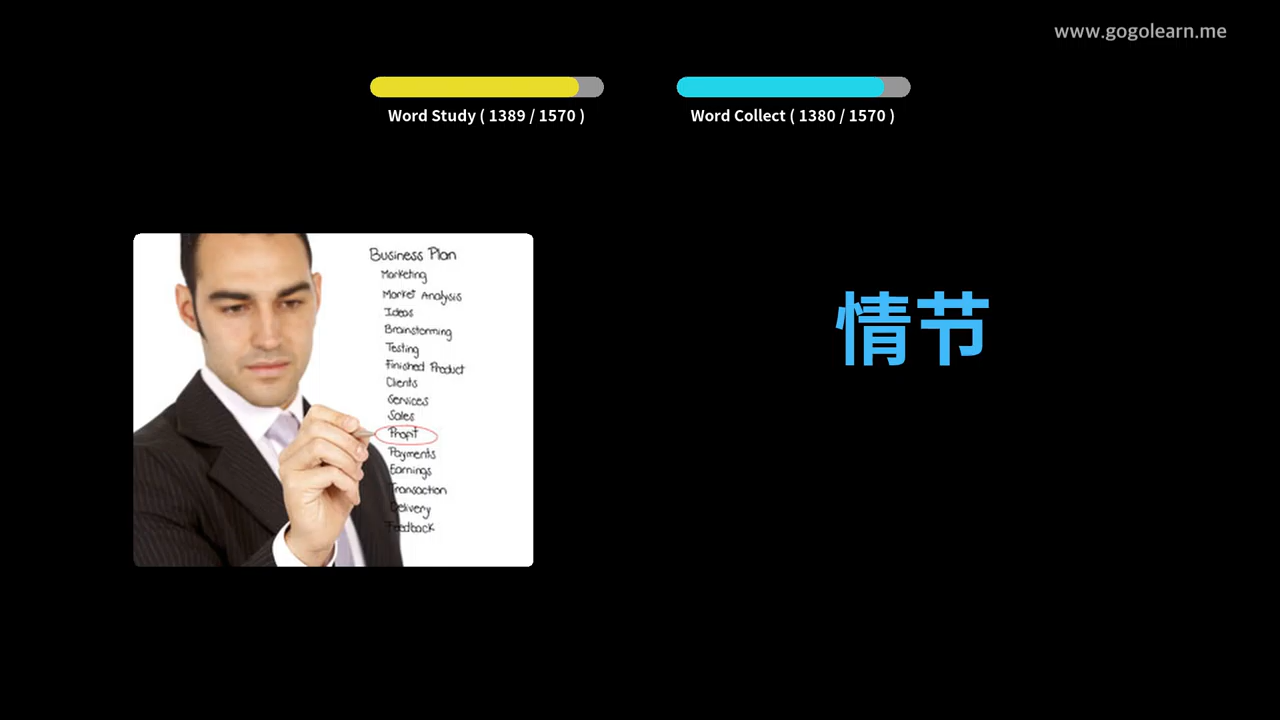 www.gogolearn.me
Word Study ( 1389 / 1570 )
Word Collect ( 1380 / 1570 )
Business Plan
Marketing
Market Analysis
Ideas
Brainstorming
Testing
Finished Product
Clients
Services
Sales
Profit
Payments
Earnings
Transaction
Delivery
Feedback
情节